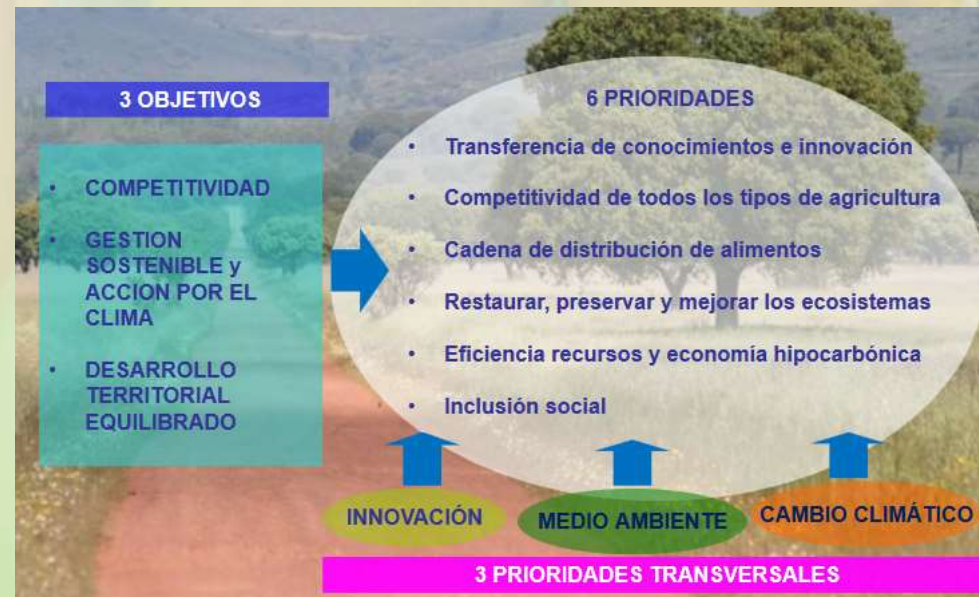 3 OBJETIVOS
• COMPETITIVIDAD
• GESTION
SOSTENIBLE y
ACCION POR EL
CLIMA
• DESARROLLO
TERRITORIAL
EQUILIBRADO
6 PRIORIDADES
• Transferencia de conocimientos e innovación
• Competitividad de todos los tipos de agricultura
• Cadena de distribución de alimentos
• Restaurar, preservar y mejorar los ecosistemas
• Eficiencia recursos y economía hipocarbónica
• Inclusión social
INNOVACIÓN
MEDIO AMBIENTE
CAMBIO CLIMÁTICO
3 PRIORIDADES TRANSVERSALES